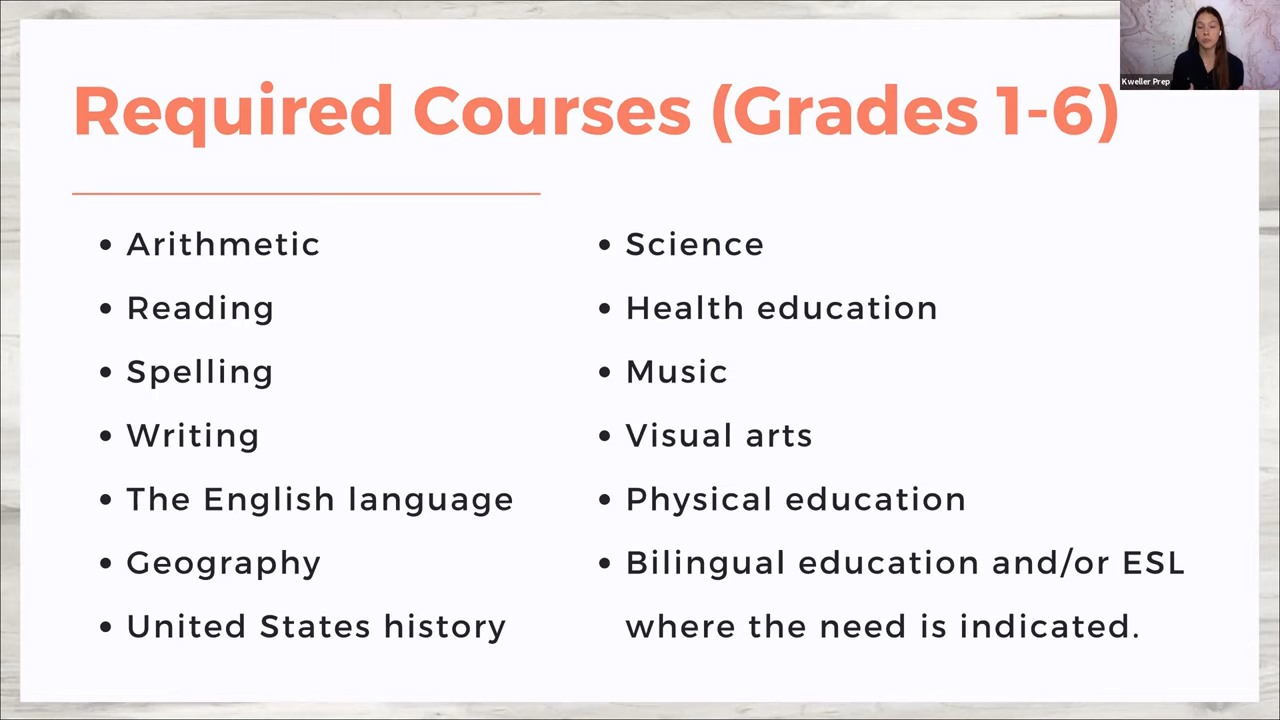 Required Courses (Grades 1-6)
Arithmetic
Reading
Spelling
Writing
The English language
Geography
United States history
Science
Health education
Music
Visual arts
Physical education
Bilingual education and/or ESL
where the need is indicated.
Kweller Prep